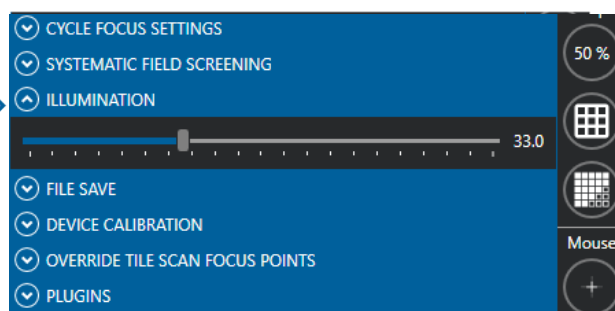 CYCLE FOCUS SETTINGS
50 %
SYSTEMATIC FIELD SCREENING
ILLUMINATION
33.0
FILE SAVE
DEVICE CALIBRATION
Mouse
OVERRIDE TILE SCAN FOCUS POINTS
PLUGINS